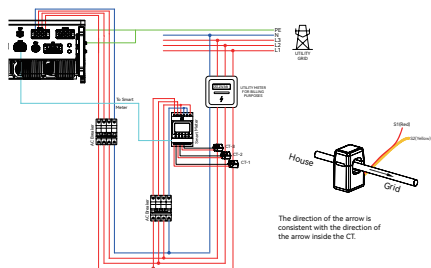 PE
N
L3
L2
L1
UTILITY
GRID
To Smart
Meter
UTILITY METER
FOR BILLING
PURPOSES
AC Breaker
Smart Meter
CT-3
CT-2
CT-1
AC Breaker
S1(Red)
S2(Yellow)
House
Grid
The direction of the arrow is
consistent with the direction of
the arrow inside the CT.